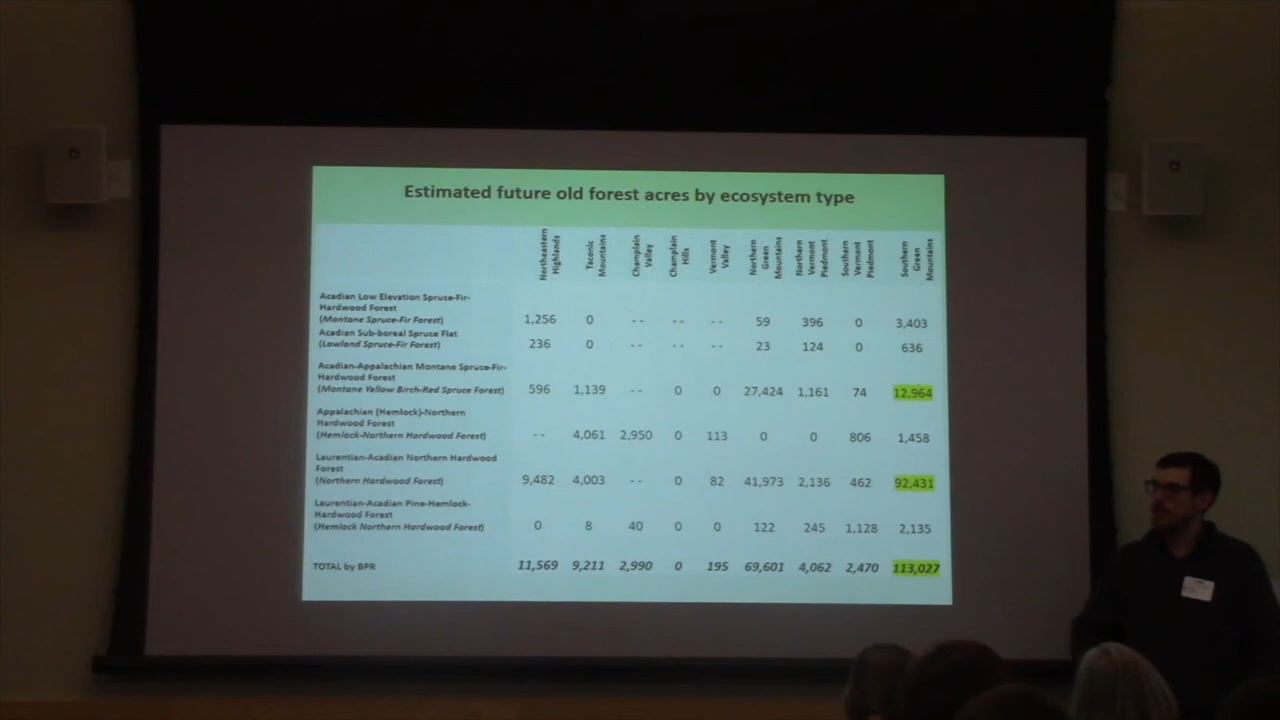 Estimated future old forest acres by ecosystem type
Northeastern Highlands Taconic Mountains Champlain Valley Champlain Hills Vermont Valley Northern Green Mountains Northern Vermont Piedmont Southern Vermont Piedmont Southern Green Mountains
Acadian Low Elevation Spruce-Fir-
Hardwood Forest
(Montane Spruce-Fir Forest) 1,256 0 -- -- -- 59 396 0 3,403
Acadian Sub-boreal Spruce Flat
(Lowland Spruce-Fir Forest) 236 0 -- -- -- 23 124 0 636
Acadian-Appalachian Montane Spruce-Fir-
Hardwood Forest
(Montane Yellow Birch-Red Spruce Forest) 596 1,139 -- 0 0 27,424 1,161 74 12,964
Appalachian (Hemlock)-Northern
Hardwood Forest
(Hemlock-Northern Hardwood Forest) -- 4,061 2,950 0 113 0 0 806 1,458
Laurentian-Acadian Northern Hardwood
Forest
(Northern Hardwood Forest) 9,482 4,003 -- 0 82 41,973 2,136 462 92,431
Laurentian-Acadian Pine-Hemlock-
Hardwood Forest
(Hemlock Northern Hardwood Forest) 0 8 40 0 0 122 245 1,128 2,135
TOTAL by BPR 11,569 9,211 2,990 0 195 69,601 4,062 2,470 113,027